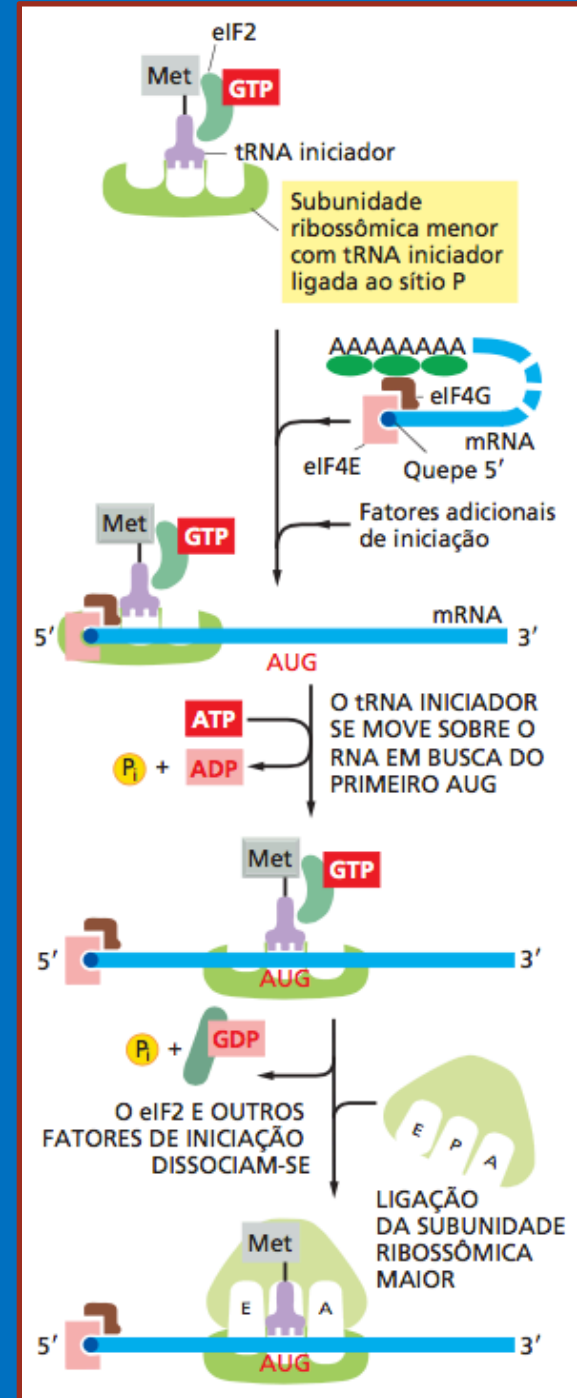 eIF2
Met
GTP
tRNA iniciador
Subunidade
ribossômica menor
com tRNA iniciador
ligada ao sítio P
AAAAAAAA
eIF4G
mRNA
eIF4E
Quepe 5′
Fatores adicionais
de iniciação
Met
GTP
mRNA
5′
3′
AUG
ATP
Pi + ADP
O tRNA INICIADOR
SE MOVE SOBRE O
RNA EM BUSCA DO
PRIMEIRO AUG
Met
GTP
5′
3′
AUG
Pi + GDP
O eIF2 E OUTROS
FATORES DE INICIAÇÃO
DISSOCIAM-SE
E P A
LIGAÇÃO
DA SUBUNIDADE
RIBOSSÔMICA
MAIOR
Met
E A
5′
3′
AUG